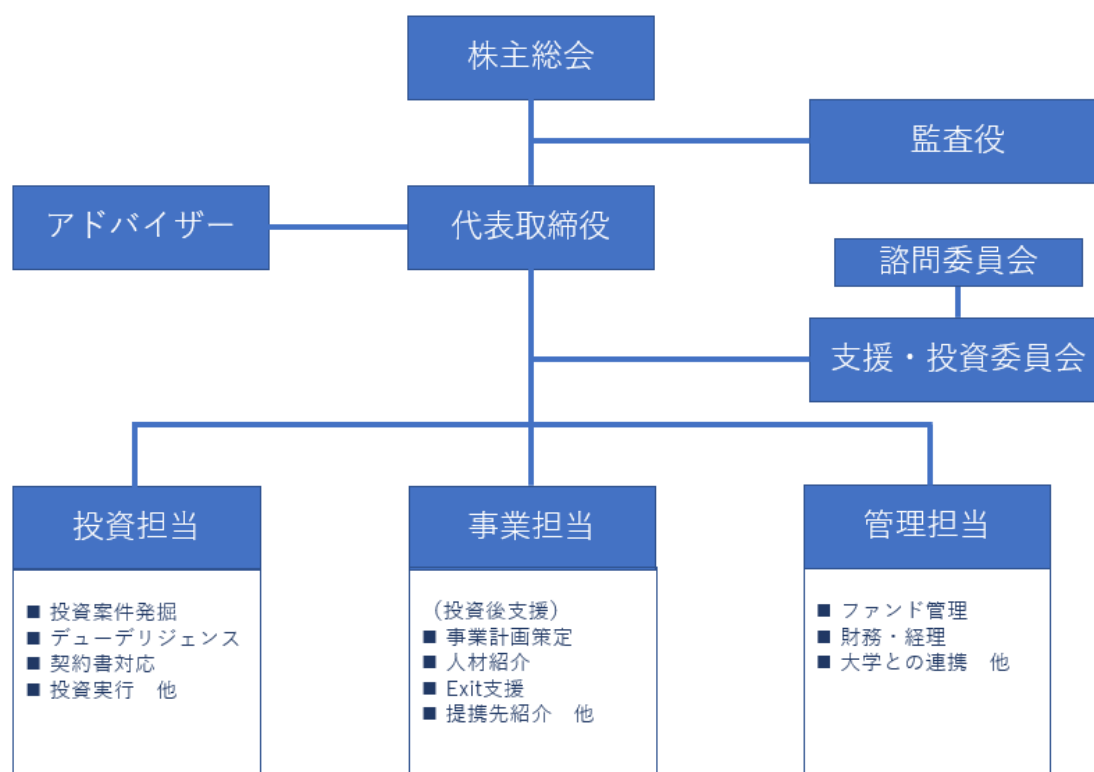 株主総会
監査役
アドバイザー
代表取締役
諮問委員会
支援・投資委員会
投資担当
■ 投資案件発掘
■ デューデリジェンス
■ 契約書対応
■ 投資実行　他
事業担当
（投資後支援）
■ 事業計画策定
■ 人材紹介
■ Exit支援
■ 提携先紹介　他
管理担当
■ ファンド管理
■ 財務・経理
■ 大学との連携　他